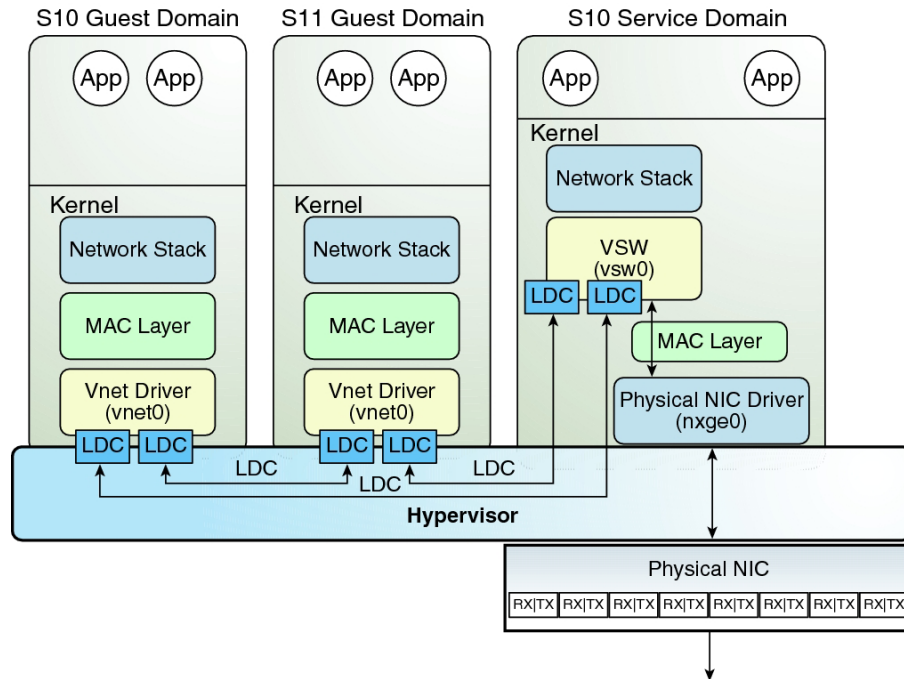 S10 Guest Domain
App
App
Kernel
Network Stack
MAC Layer
Vnet Driver
(vnet0)
LDC
LDC
S11 Guest Domain
App
App
Kernel
Network Stack
MAC Layer
Vnet Driver
(vnet0)
LDC
LDC
S10 Service Domain
App
App
Kernel
Network Stack
VSW
(vsw0)
LDC
LDC
MAC Layer
Physical NIC Driver
(nxge0)
LDC
LDC
LDC
Hypervisor
Physical NIC
RX|TX
RX|TX
RX|TX
RX|TX
RX|TX
RX|TX
RX|TX
RX|TX